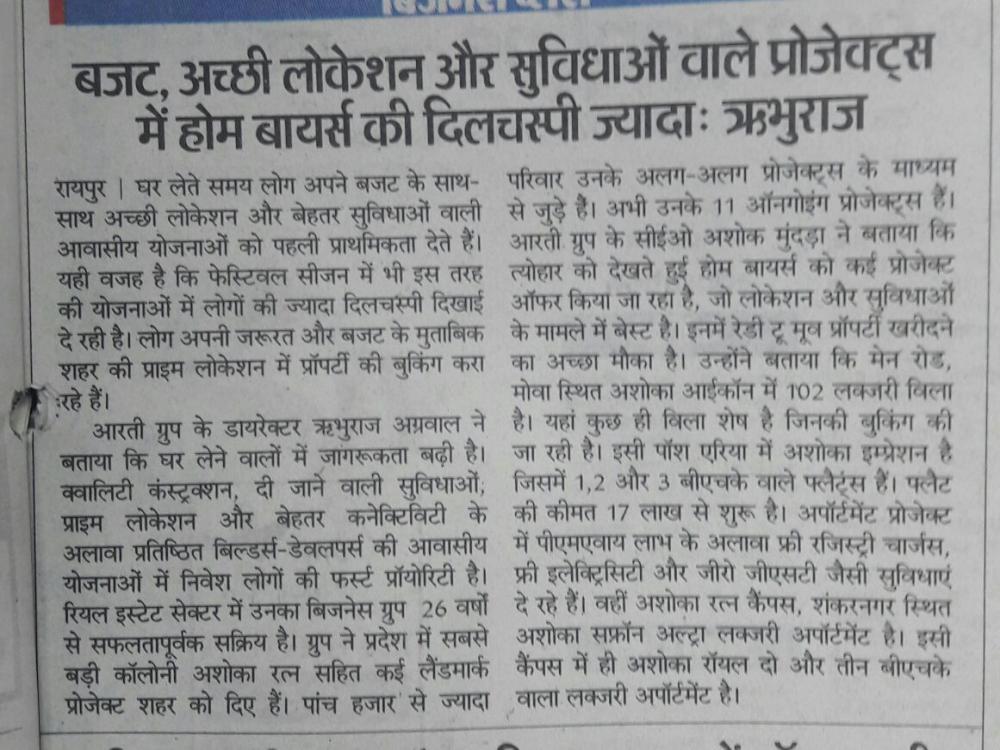 बजट, अच्छी लोकेशन और सुविधाओं वाले प्रोजेक्ट्स
में होम बायर्स की दिलचस्पी ज्यादाः ऋभुराज
रायपुर | घर लेते समय लोग अपने बजट के साथ-
साथ अच्छी लोकेशन और बेहतर सुविधाओं वाली
आवासीय योजनाओं को पहली प्राथमिकता देते हैं।
यही वजह है कि फेस्टिवल सीजन में भी इस तरह
की योजनाओं में लोगों की ज्यादा दिलचस्पी दिखाई
दे रही है। लोग अपनी जरूरत और बजट के मुताबिक
शहर की प्राइम लोकेशन में प्रॉपर्टी की बुकिंग करा
रहे हैं।
आरती ग्रुप के डायरेक्टर ऋभुराज अग्रवाल ने
बताया कि घर लेने वालों में जागरूकता बढ़ी है।
क्वालिटी कंस्ट्रक्शन, दी जाने वाली सुविधाओं,
प्राइम लोकेशन और बेहतर कनेक्टिविटी के
अलावा प्रतिष्ठित बिल्डर्स-डेवलपर्स की आवासीय
योजनाओं में निवेश लोगों की फर्स्ट प्रॉयोरिटी है।
रियल इस्टेट सेक्टर में उनका बिजनेस ग्रुप 26 वर्षों
से सफलतापूर्वक सक्रिय है। ग्रुप ने प्रदेश में सबसे
बड़ी कॉलोनी अशोका रत्न सहित कई लैंडमार्क
प्रोजेक्ट शहर को दिए हैं। पांच हजार से ज्यादा
परिवार उनके अलग-अलग प्रोजेक्ट्स के माध्यम
से जुड़े हैं। अभी उनके 11 ऑनगोइंग प्रोजेक्ट्स हैं।
आरती ग्रुप के सीईओ अशोक मुंदड़ा ने बताया कि
त्योहार को देखते हुई होम बायर्स को कई प्रोजेक्ट
ऑफर किया जा रहा है, जो लोकेशन और सुविधाओं
के मामले में बेस्ट है। इनमें रेडी टू मूव प्रॉपर्टी खरीदने
का अच्छा मौका है। उन्होंने बताया कि मेन रोड,
मोवा स्थित अशोका आईकॉन में 102 लक्जरी विला
है। यहां कुछ ही विला शेष है जिनकी बुकिंग की
जा रही है। इसी पॉश एरिया में अशोका इम्प्रेशन है
जिसमें 1,2 और 3 बीएचके वाले फ्लैट्स हैं। फ्लैट
की कीमत 17 लाख से शुरू है। अपॉर्टमेंट प्रोजेक्ट
में पीएमएवाय लाभ के अलावा फ्री रजिस्ट्री चार्जस,
फ्री इलेक्ट्रिसिटी और जीरो जीएसटी जैसी सुविधाएं
दे रहे हैं। वहीं अशोका रत्न कैंपस, शंकरनगर स्थित
अशोका सफ्रॉन अल्ट्रा लक्जरी अपॉर्टमेंट है। इसी
कैंपस में ही अशोका रॉयल दो और तीन बीएचके
वाला लक्जरी अपॉर्टमेंट है।